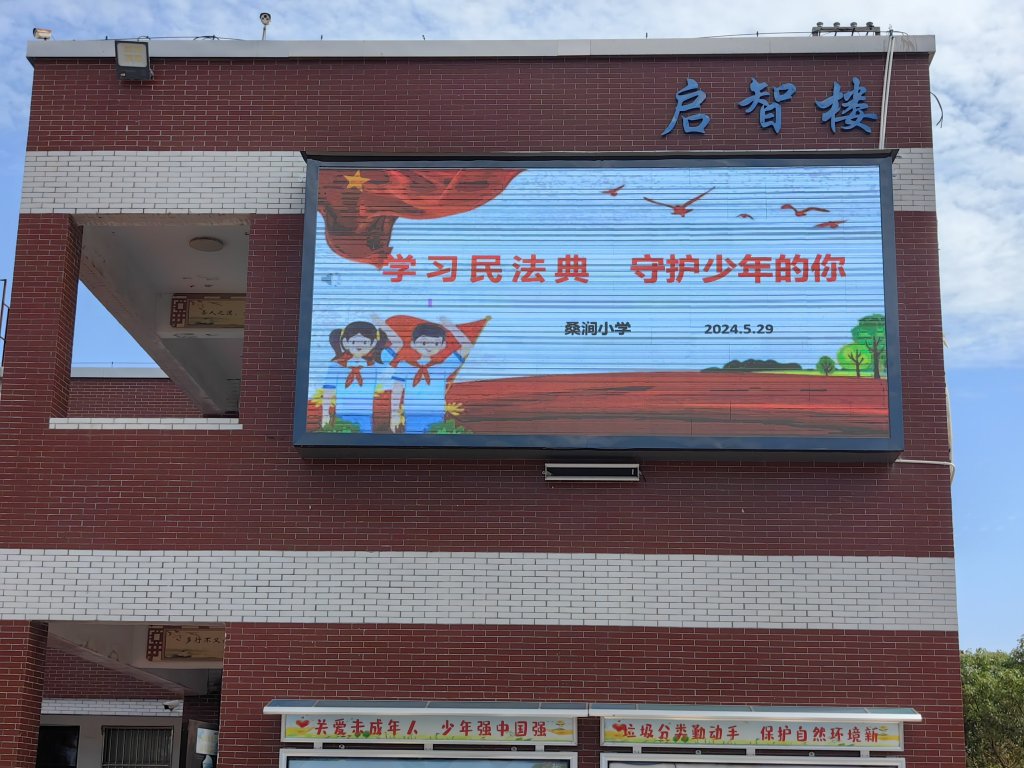 启智楼
学习民法典 守护少年的你
桑涧小学 2024.5.29
关爱未成年人 少年强中国强
垃圾分类勤动手 保护自然环境新